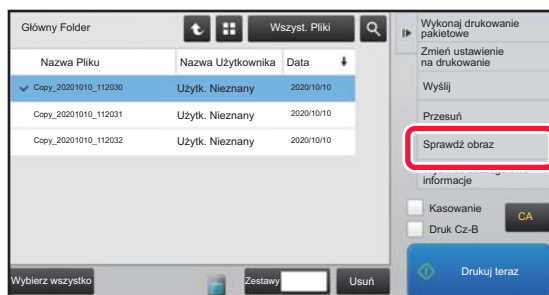 Główny Folder
Wszyst. Pliki
Nazwa Pliku
Nazwa Użytkownika
Data
Copy_20201010_112030
Użytk. Nieznany
2020/10/10
Copy_20201010_112031
Użytk. Nieznany
2020/10/10
Copy_20201010_112032
Użytk. Nieznany
2020/10/10
Wybierz wszystko
Zestawy
Usuń
Wykonaj drukowanie
pakietowe
Zmień ustawienie
na drukowanie
Wyślij
Przesuń
Sprawdź obraz
informacje
Kasowanie
Druk Cz-B
CA
Drukuj teraz